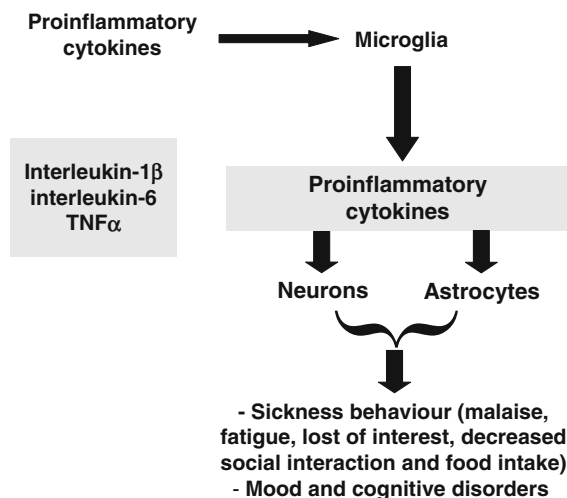 Proinflammatory
cytokines
Microglia
Interleukin-1β
interleukin-6
TNFα
Proinflammatory
cytokines
Neurons
Astrocytes
- Sickness behaviour (malaise,
fatigue, lost of interest, decreased
social interaction and food intake)
- Mood and cognitive disorders